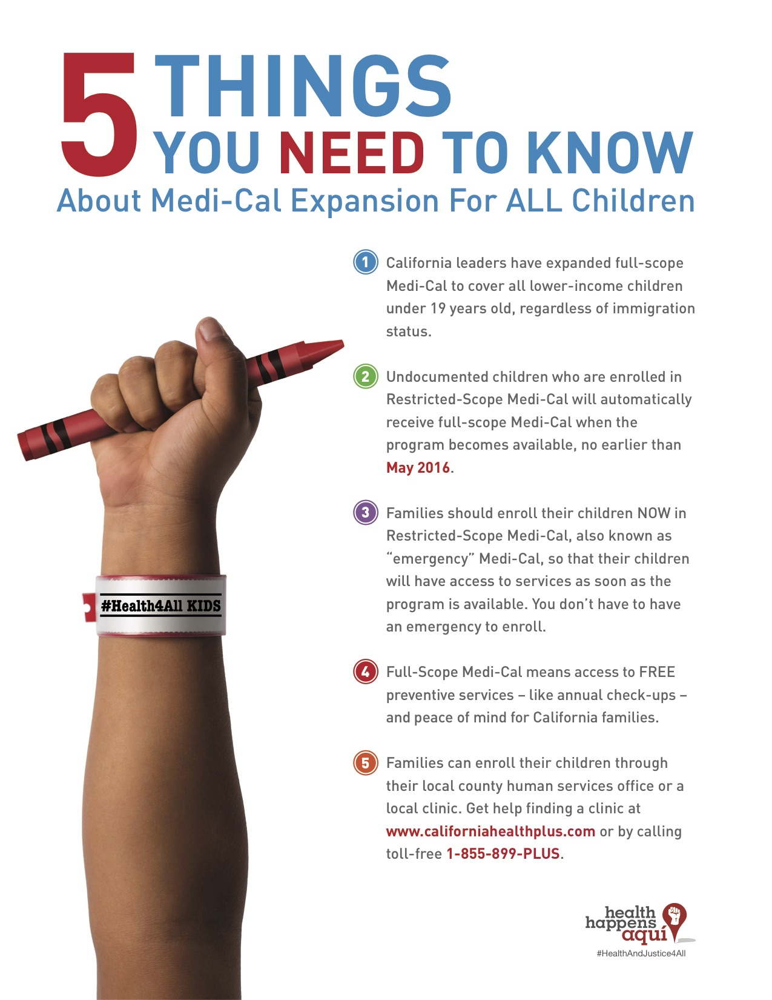 5 THINGS
YOU NEED TO KNOW
About Medi-Cal Expansion For ALL Children
1 California leaders have expanded full-scope
Medi-Cal to cover all lower-income children
under 19 years old, regardless of immigration
status.
2 Undocumented children who are enrolled in
Restricted-Scope Medi-Cal will automatically
receive full-scope Medi-Cal when the
program becomes available, no earlier than
May 2016.
3 Families should enroll their children NOW in
Restricted-Scope Medi-Cal, also known as
“emergency” Medi-Cal, so that their children
will have access to services as soon as the
program is available. You don’t have to have
an emergency to enroll.
#Health4All KIDS
4 Full-Scope Medi-Cal means access to FREE
preventive services – like annual check-ups –
and peace of mind for California families.
5 Families can enroll their children through
their local county human services office or a
local clinic. Get help finding a clinic at
www.californiahealthplus.com or by calling
toll-free 1-855-899-PLUS.
health
happens
aquí
#HealthAndJustice4All